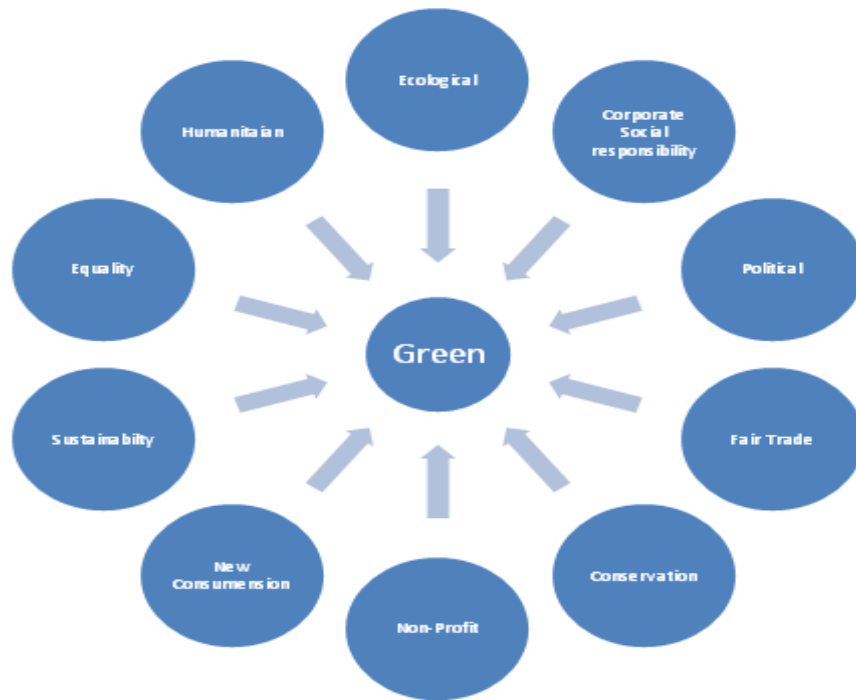 Ecological
Corporate
Social
responsibility
Political
Fair Trade
Conservation
Non-Profit
New
Consumension
Sustainabilty
Equality
Humanitaian
Green